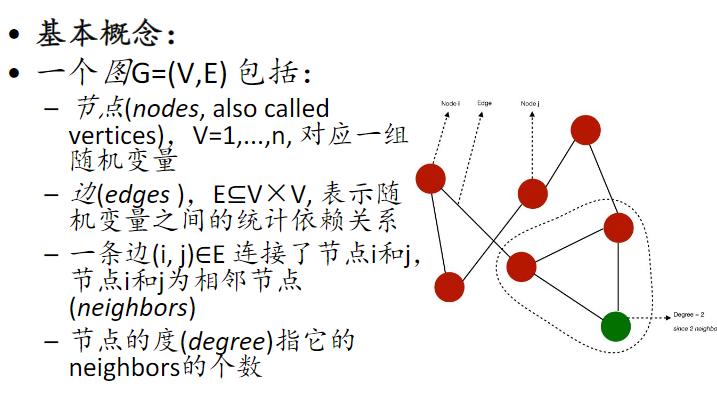 • 基本概念：
• 一个图G=(V,E) 包括：
– 节点(nodes, also called
vertices)，V=1,...,n, 对应一组
随机变量
– 边(edges )，E⊆V×V, 表示随
机变量之间的统计依赖关系
– 一条边(i, j)∈E 连接了节点i和j，
节点i和j为相邻节点
(neighbors)
– 节点的度(degree)指它的
neighbors的个数
Node i
Edge
Node j
Degree = 2
since 2 neighbo